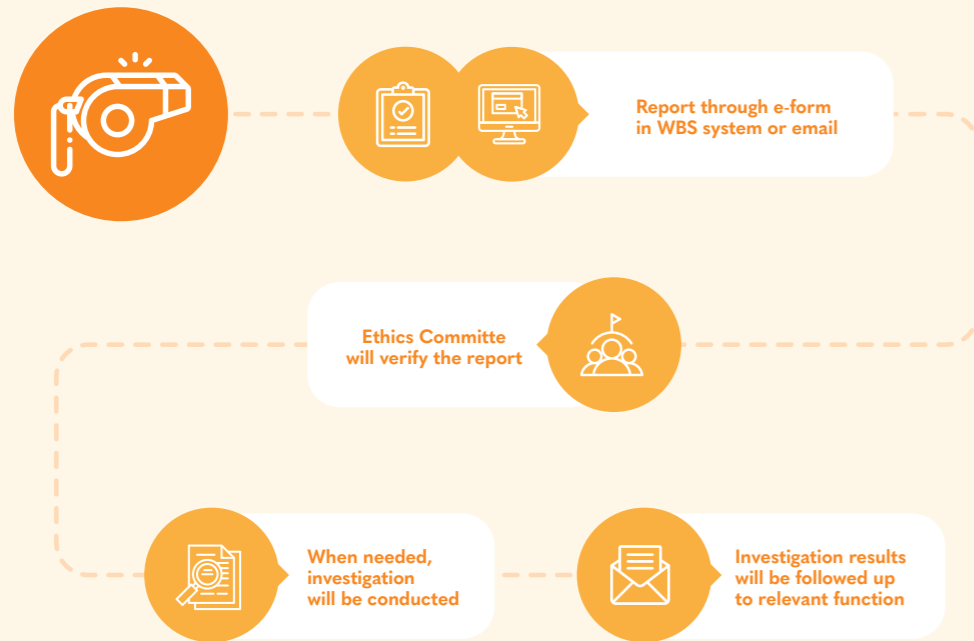 Report through e-form
in WBS system or email
Ethics Committe
will verify the report
When needed,
investigation
will be conducted
Investigation results
will be followed up
to relevant function